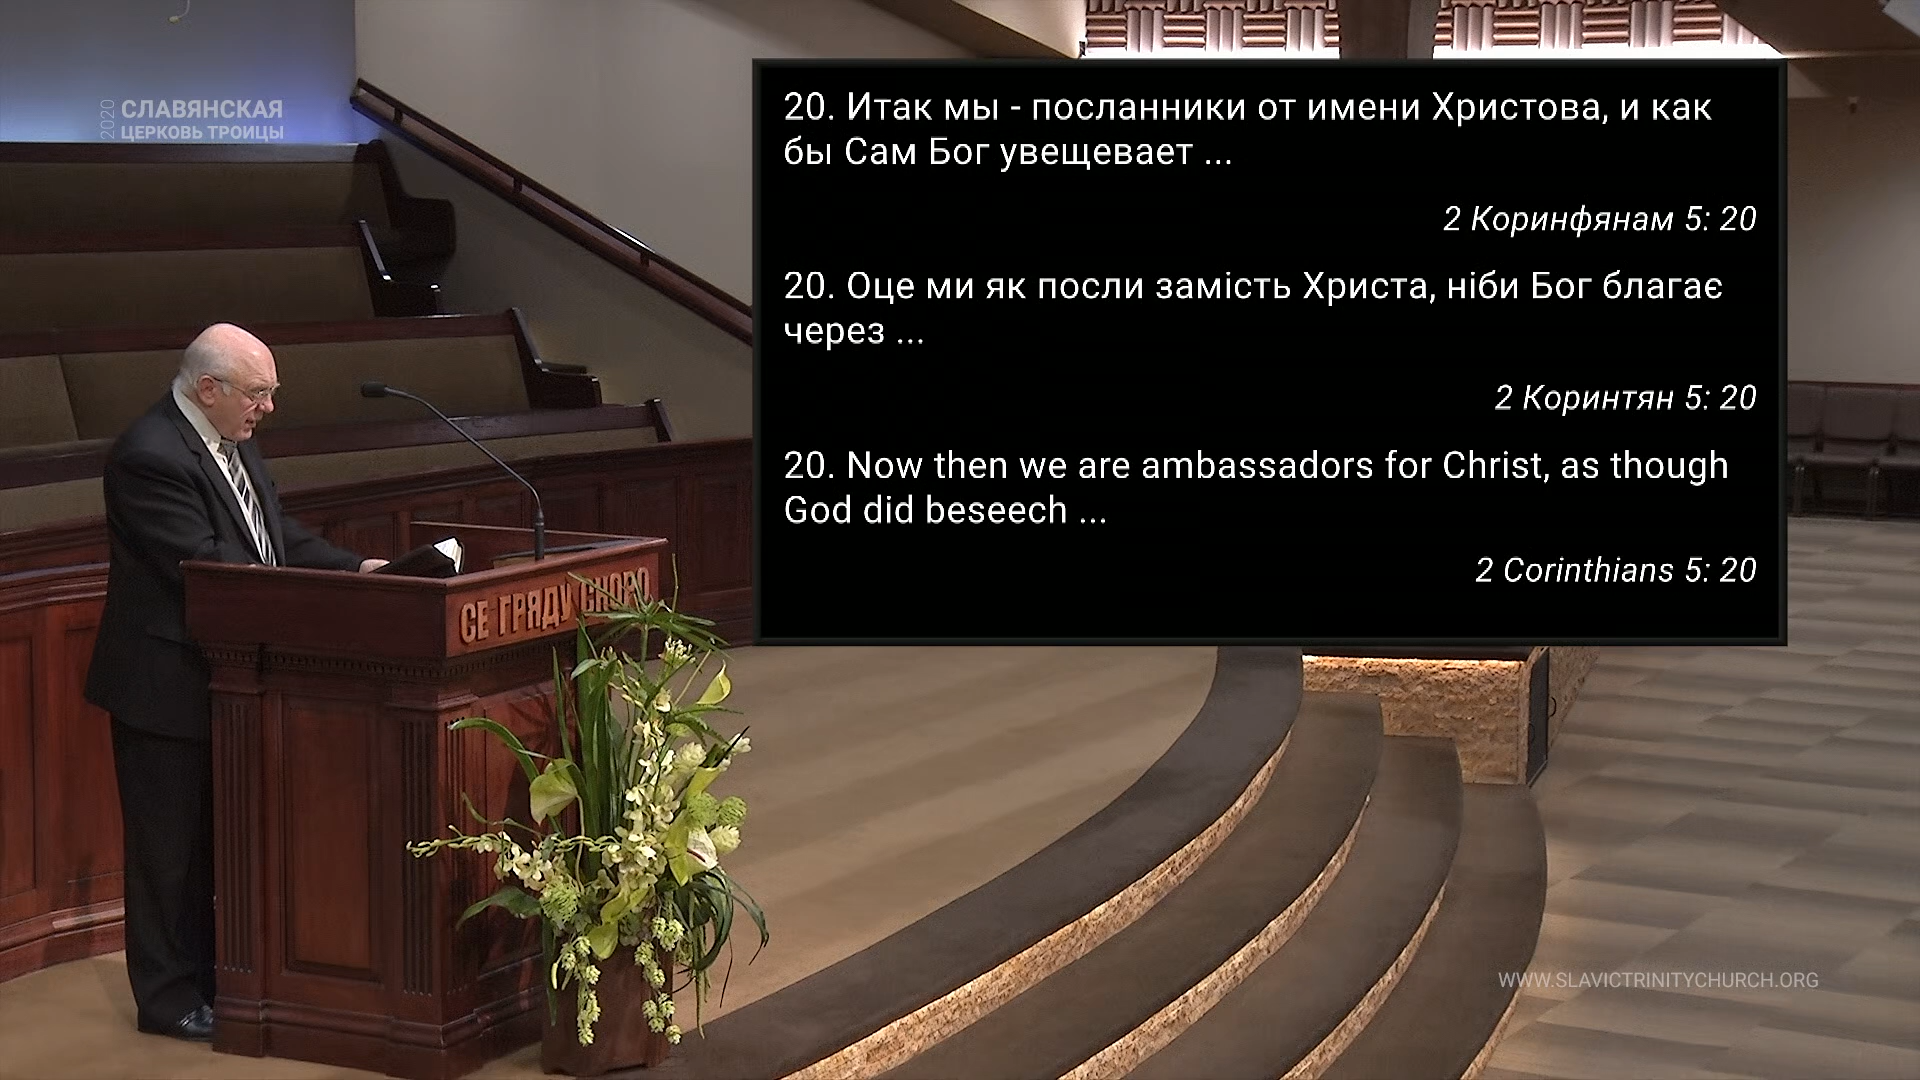 2020
СЛАВЯНСКАЯ
ЦЕРКОВЬ ТРОИЦЫ
20. Итак мы - посланники от имени Христова, и как
бы Сам Бог увещевает ...
2 Коринфянам 5: 20
20. Оце ми як посли замість Христа, ніби Бог благає
через ...
2 Коринтян 5: 20
20. Now then we are ambassadors for Christ, as though
God did beseech ...
2 Corinthians 5: 20
СЕ ГРЯДУ СКОРО
WWW.SLAVICTRINITYCHURCH.ORG